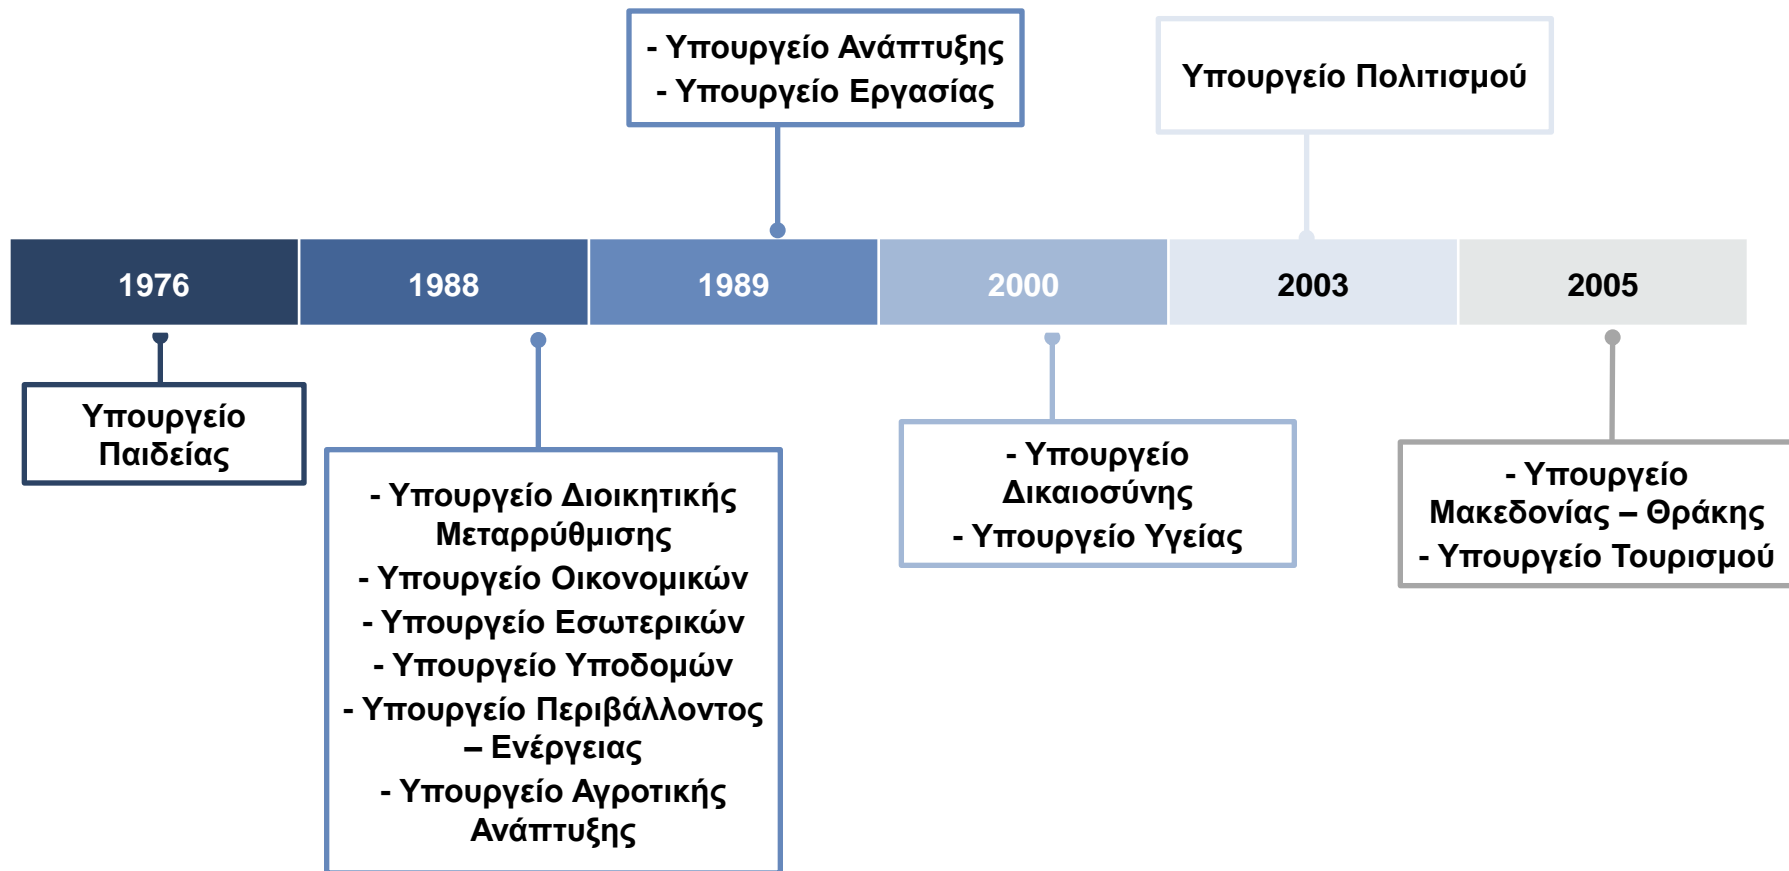 - Υπουργείο Ανάπτυξης
- Υπουργείο Εργασίας
Υπουργείο Πολιτισμού
1976
1988
1989
2000
2003
2005
Υπουργείο
Παιδείας
- Υπουργείο Διοικητικής
Μεταρρύθμισης
- Υπουργείο Οικονομικών
- Υπουργείο Εσωτερικών
- Υπουργείο Υποδομών
- Υπουργείο Περιβάλλοντος
– Ενέργειας
- Υπουργείο Αγροτικής
Ανάπτυξης
- Υπουργείο
Δικαιοσύνης
- Υπουργείο Υγείας
- Υπουργείο
Μακεδονίας – Θράκης
- Υπουργείο Τουρισμού